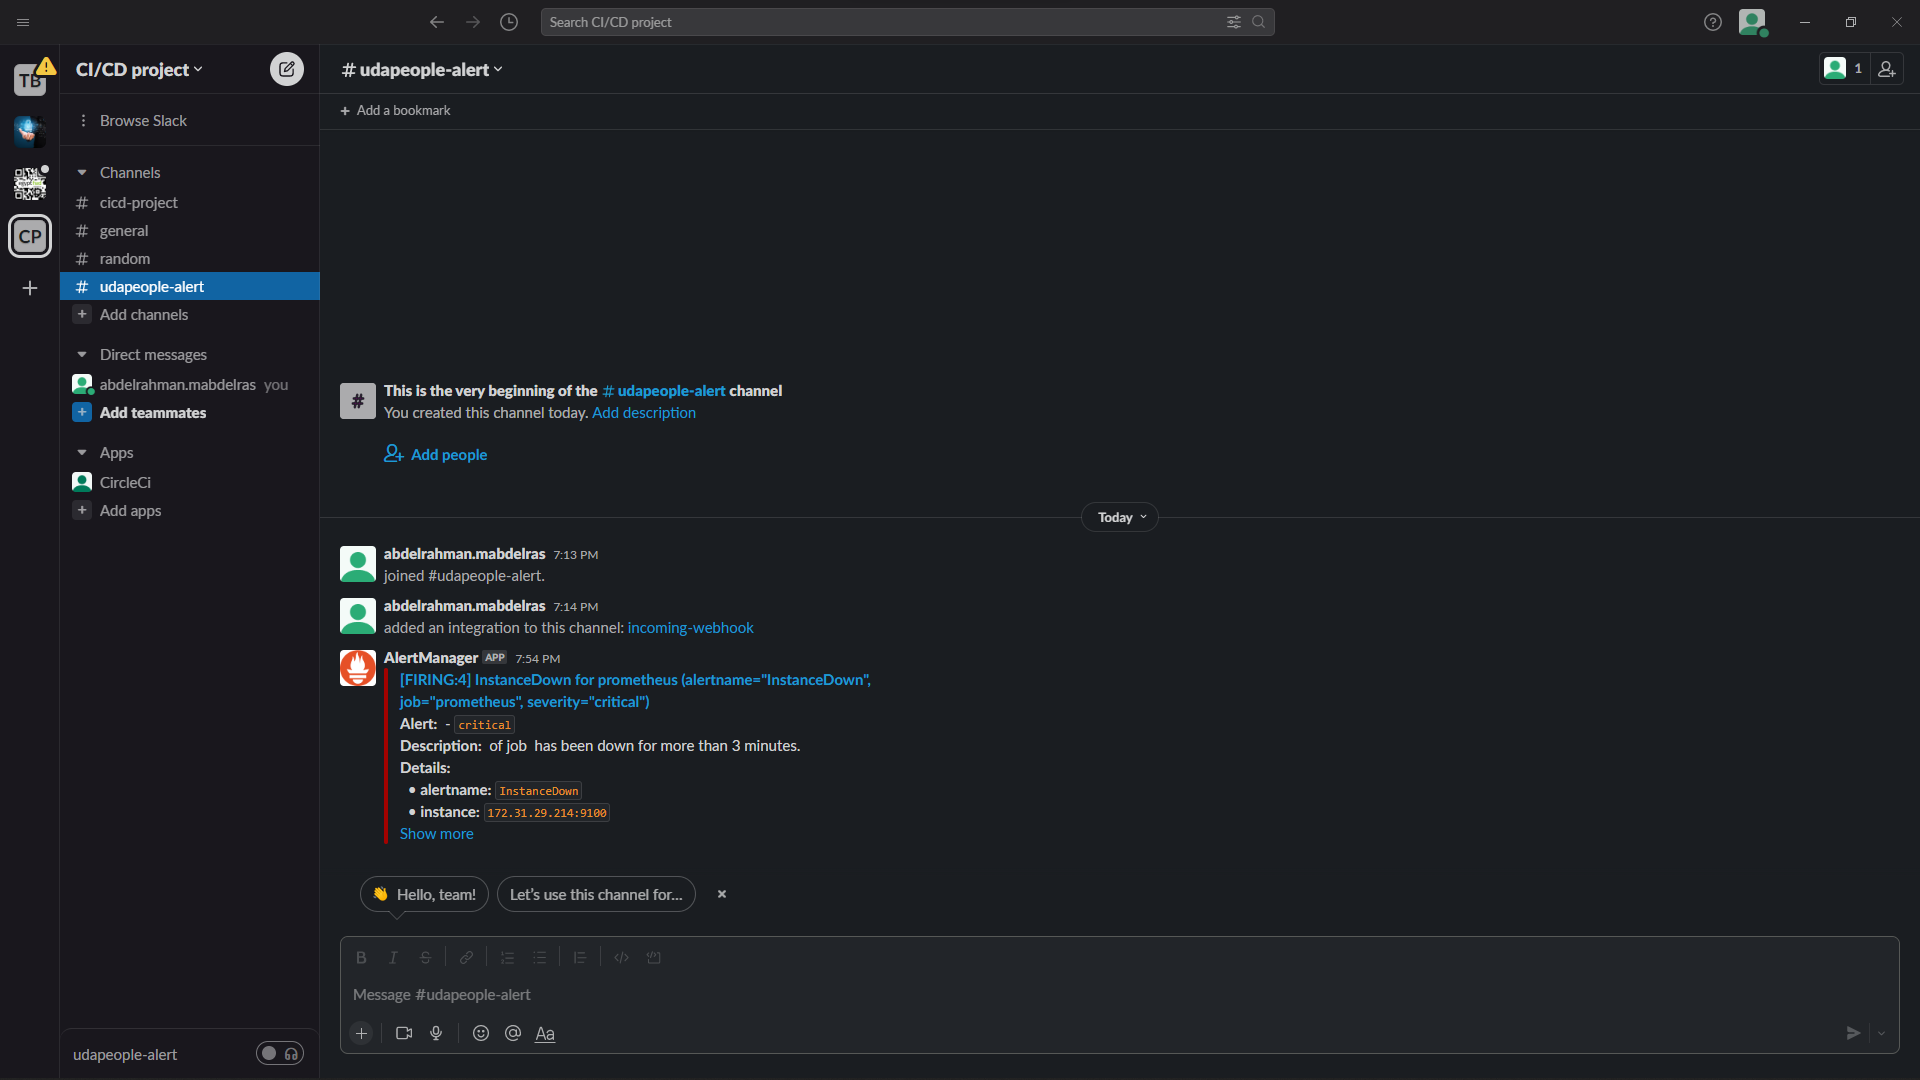 Search CI/CD project
TB
CI/CD project
# udapeople-alert
1
+ Add a bookmark
Browse Slack
Channels
# cicd-project
# general
# random
# udapeople-alert
+ Add channels
CP
Direct messages
abdelrahman.mabdelras you
+ Add teammates
Apps
CircleCi
+ Add apps
# This is the very beginning of the # udapeople-alert channel
You created this channel today. Add description
Add people
Today
abdelrahman.mabdelras 7:13 PM
joined #udapeople-alert.
abdelrahman.mabdelras 7:14 PM
added an integration to this channel: incoming-webhook
AlertManager APP 7:54 PM
[FIRING:4] InstanceDown for prometheus (alertname="InstanceDown",
job="prometheus", severity="critical")
Alert: - critical
Description: of job has been down for more than 3 minutes.
Details:
• alertname: InstanceDown
• instance: 172.31.29.214:9100
Show more
👋 Hello, team!
Let's use this channel for...
B I S
Message #udapeople-alert
+ @ Aa
udapeople-alert